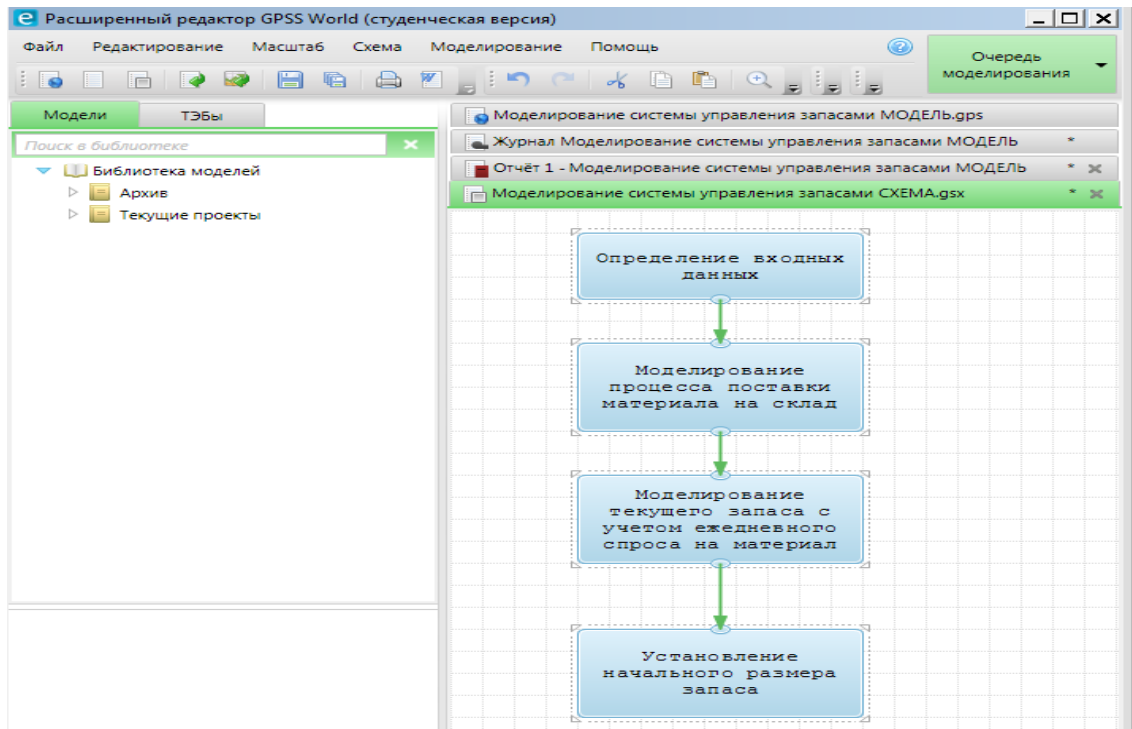 Расширенный редактор GPSS World (студенческая версия)
Файл Редактирование Масштаб Схема Моделирование Помощь
Очередь
моделирования
Модели ТЭБы
Поиск в библиотеке
Библиотека моделей
Архив
Текущие проекты
Моделирование системы управления запасами МОДЕЛЬ.gps
Журнал Моделирование системы управления запасами МОДЕЛЬ *
Отчёт 1 - Моделирование системы управления запасами МОДЕЛЬ *
Моделирование системы управления запасами СХЕМА.gsx *
Определение входных
данных
Моделирование
процесса поставки
материала на склад
Моделирование
текущего запаса с
учетом ежедневного
спроса на материал
Установление
начального размера
запаса